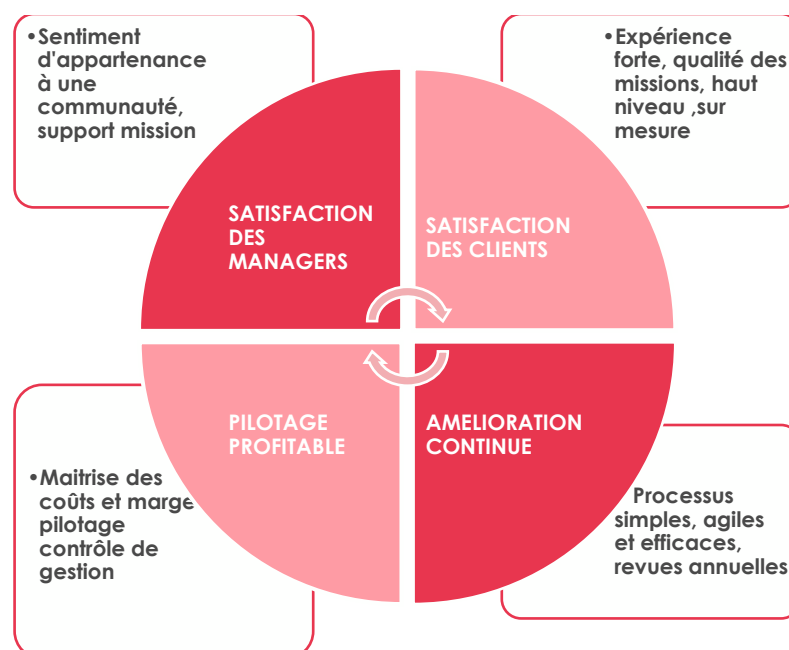 •Sentiment
d'appartenance
à une
communauté,
support mission
•Expérience
forte, qualité des
missions, haut
niveau ,sur
mesure
SATISFACTION
DES
MANAGERS
SATISFACTION
DES CLIENTS
PILOTAGE
PROFITABLE
AMELIORATION
CONTINUE
•Maitrise des
coûts et marge
pilotage
contrôle de
gestion
Processus
simples, agiles
et efficaces,
revues annuelles